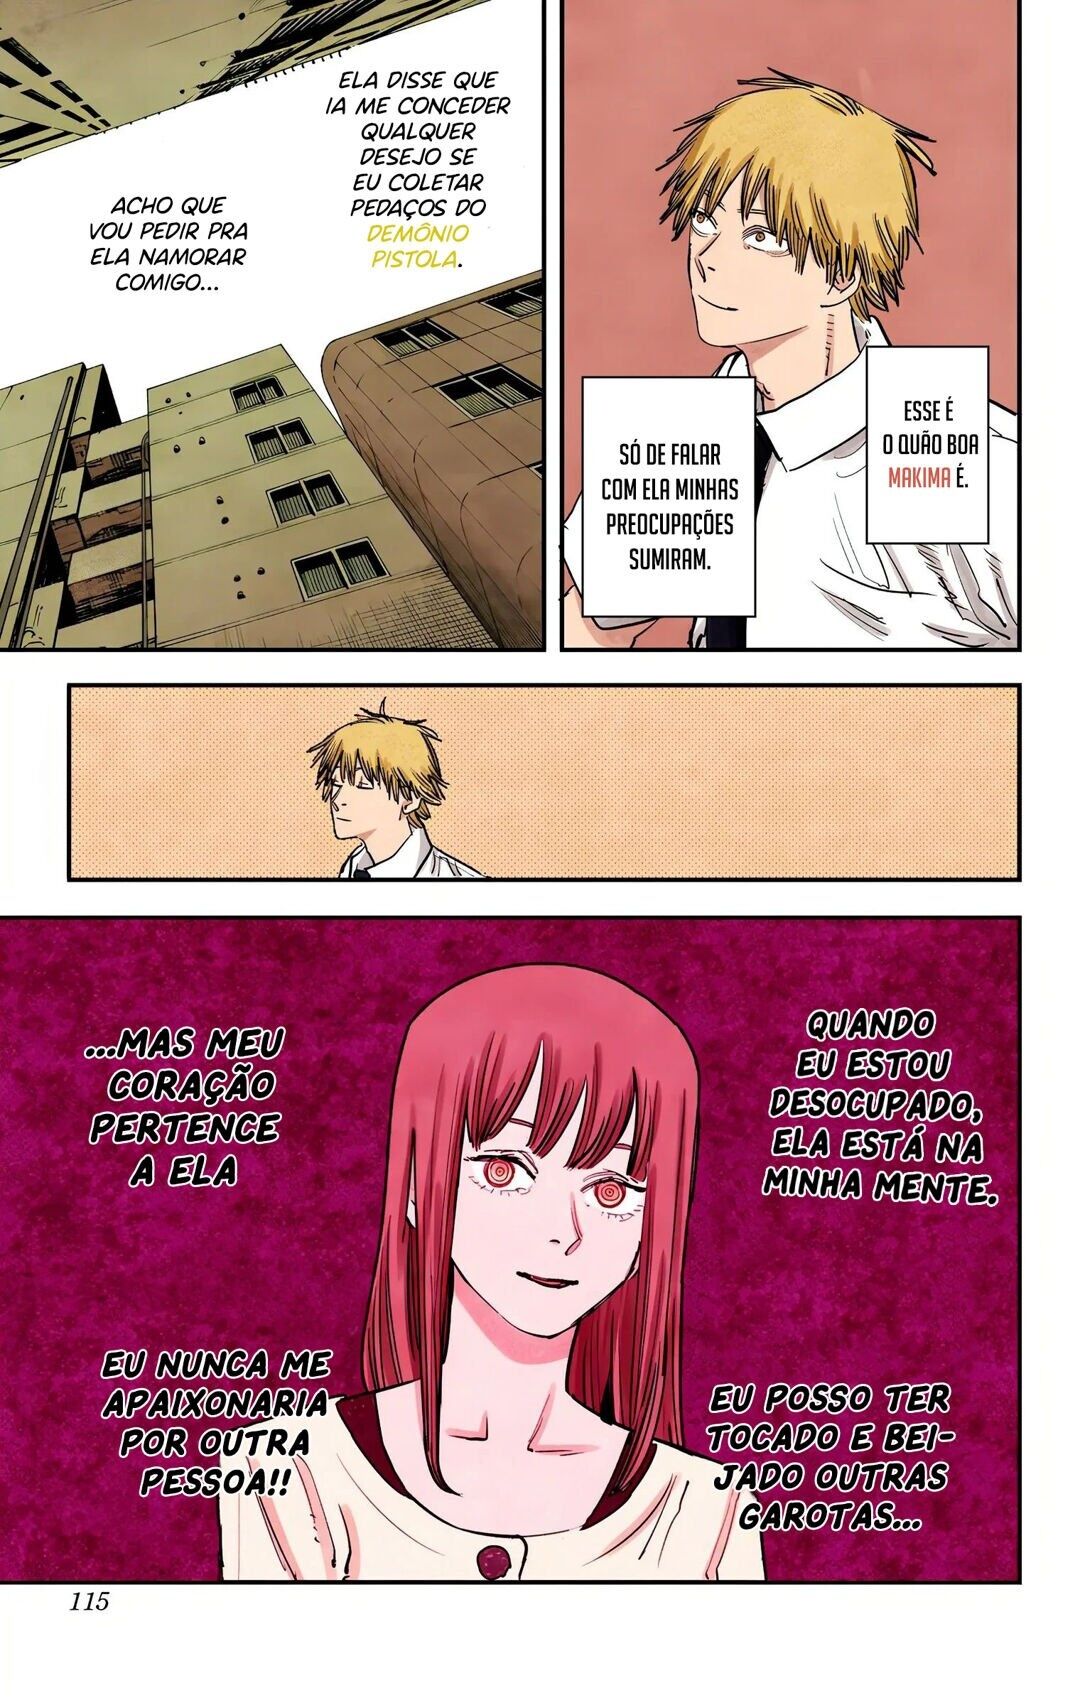 ESSE É
O QUÃO BOA
MAKIMA É.
SÓ DE FALAR
COM ELA MINHAS
PREOCUPAÇÕES
SUMIRAM.
ELA DISSE QUE
IA ME CONCEDER
QUALQUER
DESEJO SE
EU COLETAR
PEDAÇOS DO
DEMÔNIO
PISTOLA.
ACHO QUE
VOU PEDIR PRA
ELA NAMORAR
COMIGO...
QUANDO
EU ESTOU
DESOCUPADO,
ELA ESTÁ NA
MINHA MENTE.
EU POSSO TER
TOCADO E BEI-
JADO OUTRAS
GAROTAS...
...MAS MEU
CORAÇÃO
PERTENCE
A ELA
EU NUNCA ME
APAIXONARIA
POR OUTRA
PESSOA!!
115